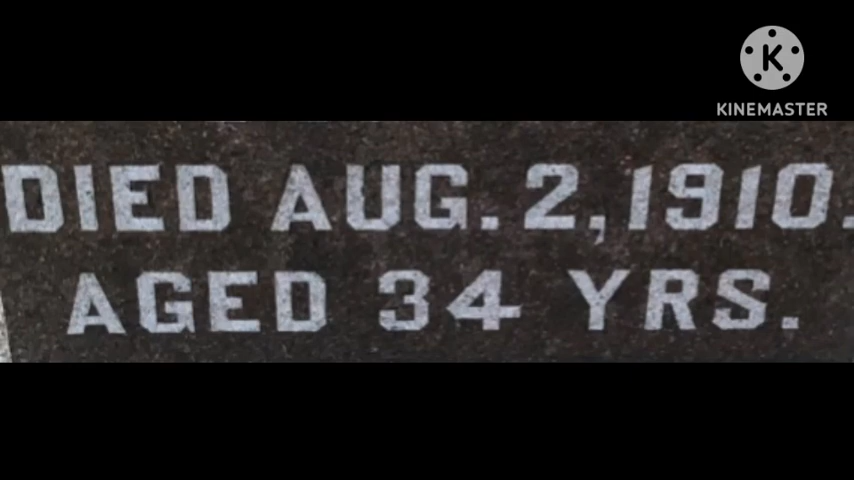 KINEMASTER
DIED AUG. 2, 1910.
AGED 34 YRS.